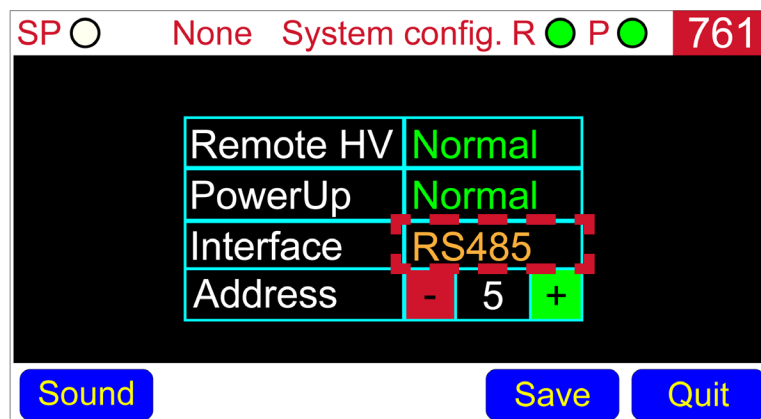 SP None System config. R P 761
Remote HV Normal
PowerUp Normal
Interface RS485
Address - 5 +
Sound Save Quit